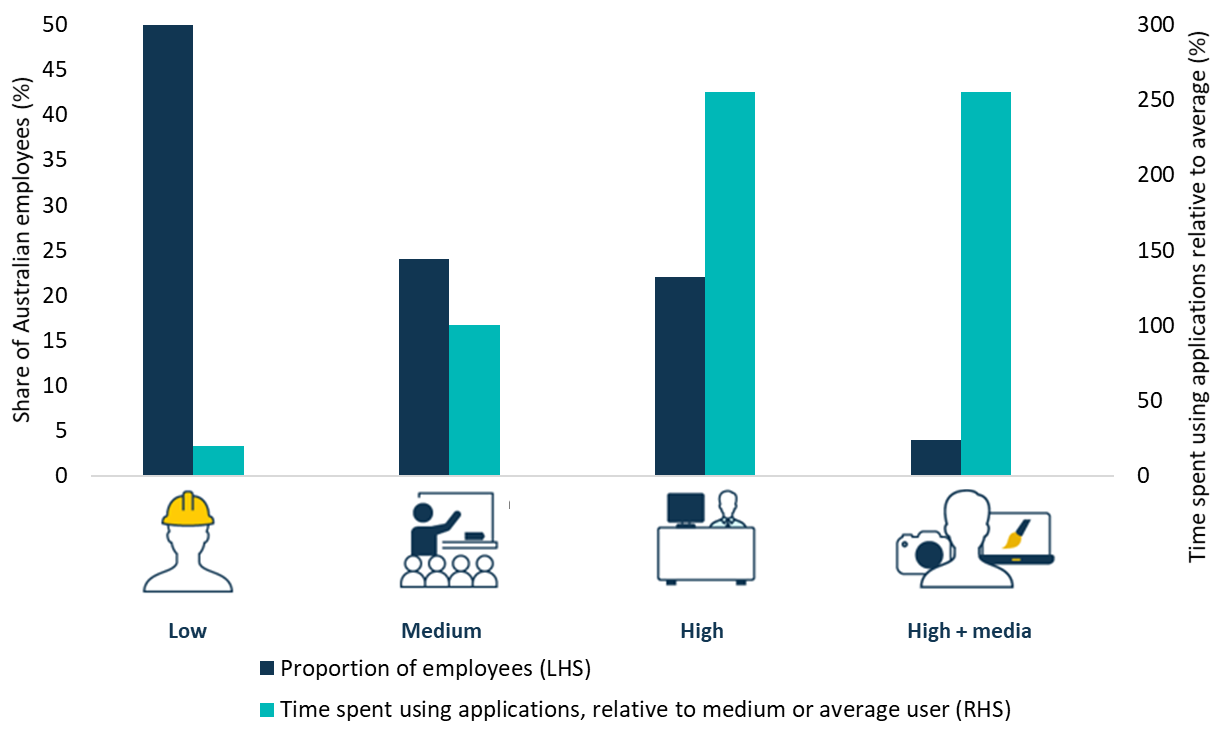 Share of Australian employees (%)
50
45
40
35
30
25
20
15
10
5
0
300
250
200
150
100
50
0
Time spent using applications relative to average (%)
Low
Medium
High
High + media
Proportion of employees (LHS)
Time spent using applications, relative to medium or average user (RHS)